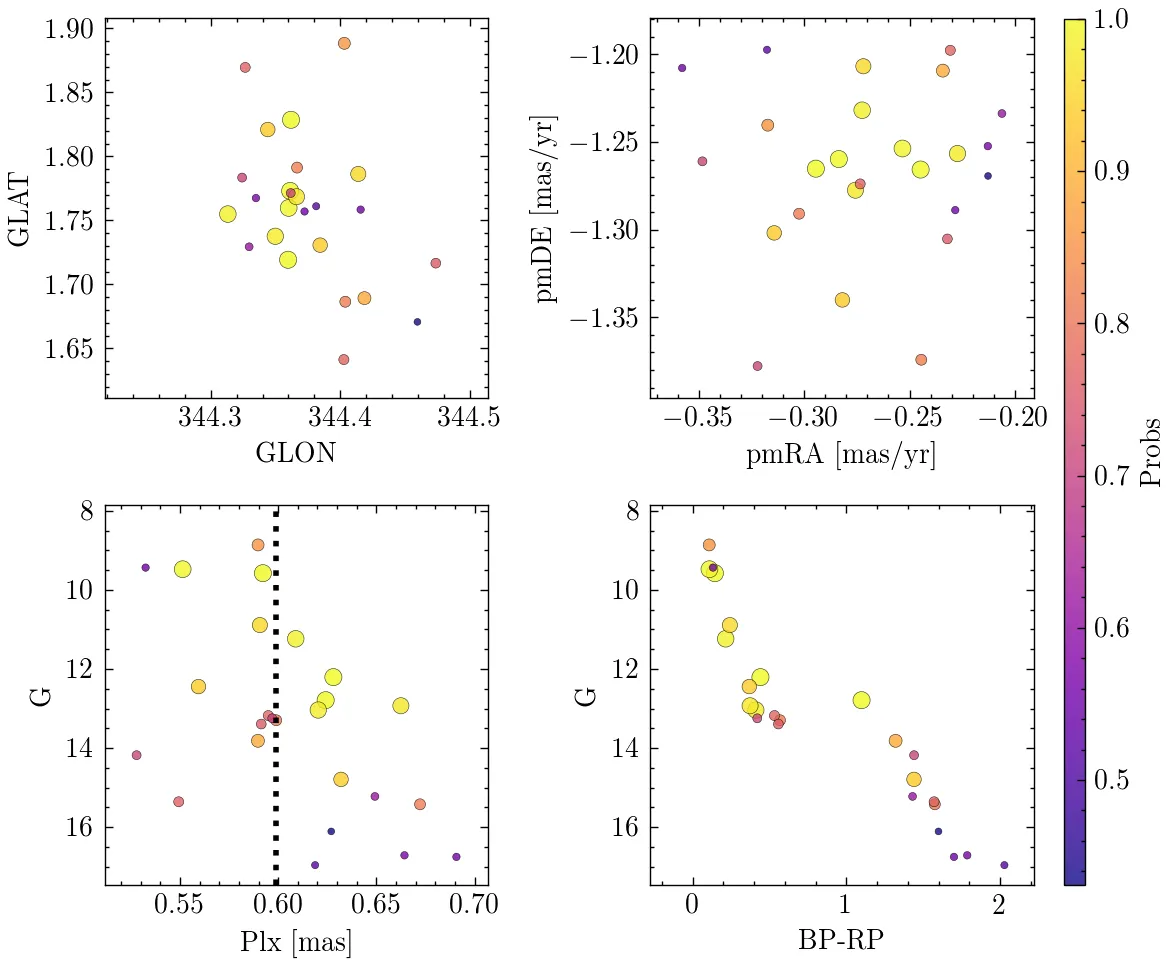 1.90
1.85
1.80
1.75
1.70
1.65
GLAT
344.3 344.4 344.5
GLON
−1.20
−1.25
−1.30
−1.35
pmDE [mas/yr]
−0.35 −0.30 −0.25 −0.20
pmRA [mas/yr]
8
10
12
14
16
G
0.55 0.60 0.65 0.70
Plx [mas]
8
10
12
14
16
G
0 1 2
BP-RP
1.0
0.9
0.8
0.7
0.6
0.5
Probs